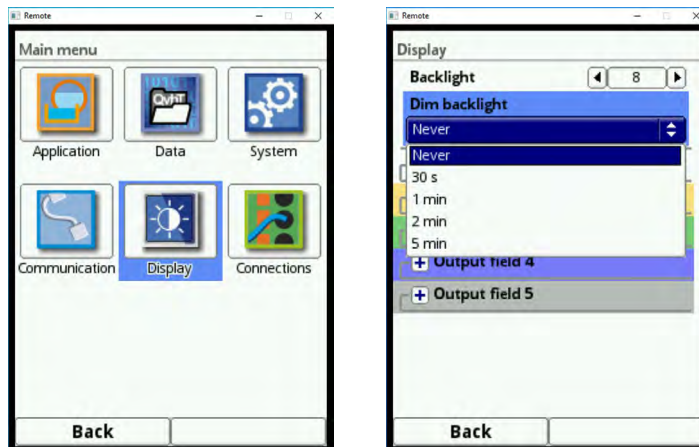 Remote
Main menu
QvhT
Application
Data
System
Communication
Display
Connections
Back
Remote
Display
Backlight
8
Dim backlight
Never
Never
30 s
1 min
2 min
5 min
Output field 4
Output field 5
Back